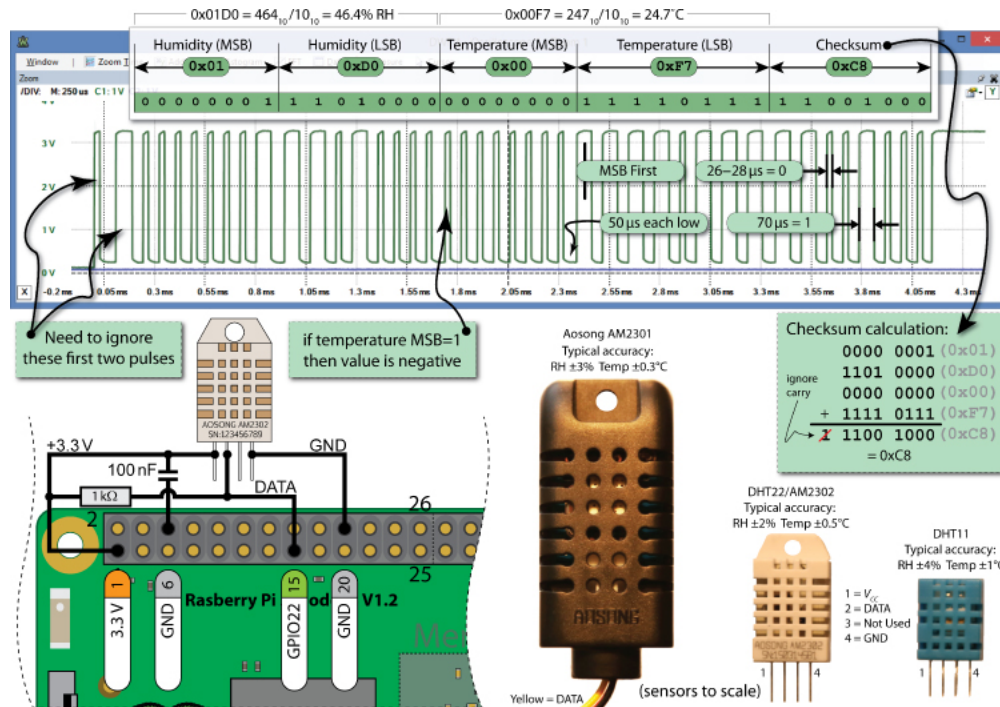 0x01D0 = 464₁₀/10₁₀ = 46.4% RH
0x00F7 = 247₁₀/10₁₀ = 24.7°C
Humidity (MSB)
Humidity (LSB)
Temperature (MSB)
Temperature (LSB)
Checksum
0x01
0xD0
0x00
0xF7
0xC8
0 0 0 0 0 0 0 1 1 1 0 1 0 0 0 0 0 0 0 0 0 0 0 0 1 1 1 1 0 1 1 1 1 1 0 0 1 0 0 0
Window
Zoom
Zoom
/DIV: M: 250 us C1: 1 V
Y
3 V
2 V
1 V
0 V
MSB First
26–28 µs = 0
50 µs each low
70 µs = 1
X
-0.2 ms 0.05 ms 0.3 ms 0.55 ms 0.8 ms 1.05 ms 1.3 ms 1.55 ms 1.8 ms 2.05 ms 2.3 ms 2.55 ms 2.8 ms 3.05 ms 3.3 ms 3.55 ms 3.8 ms 4.05 ms 4.3 ms
Need to ignore
these first two pulses
if temperature MSB=1
then value is negative
Checksum calculation:
0000 0001 (0x01)
1101 0000 (0xD0)
0000 0000 (0x00)
+ 1111 0111 (0xF7)
1 1100 1000 (0xC8)
= 0xC8
ignore
carry
AOSONG AM2302
SN:123456789
+3.3 V
GND
100 nF
1 kΩ
DATA
2
26
25
1
3.3 V
6
GND
15
GPIO22
20
GND
Rasberry Pi
V1.2
Aosong AM2301
Typical accuracy:
RH ±3% Temp ±0.3°C
AOSONG
Yellow = DATA
(sensors to scale)
DHT22/AM2302
Typical accuracy:
RH ±2% Temp ±0.5°C
AOSONG AM2302
1
4
1 = VCC
2 = DATA
3 = Not Used
4 = GND
DHT11
Typical accuracy:
RH ±4% Temp ±1°
1
4